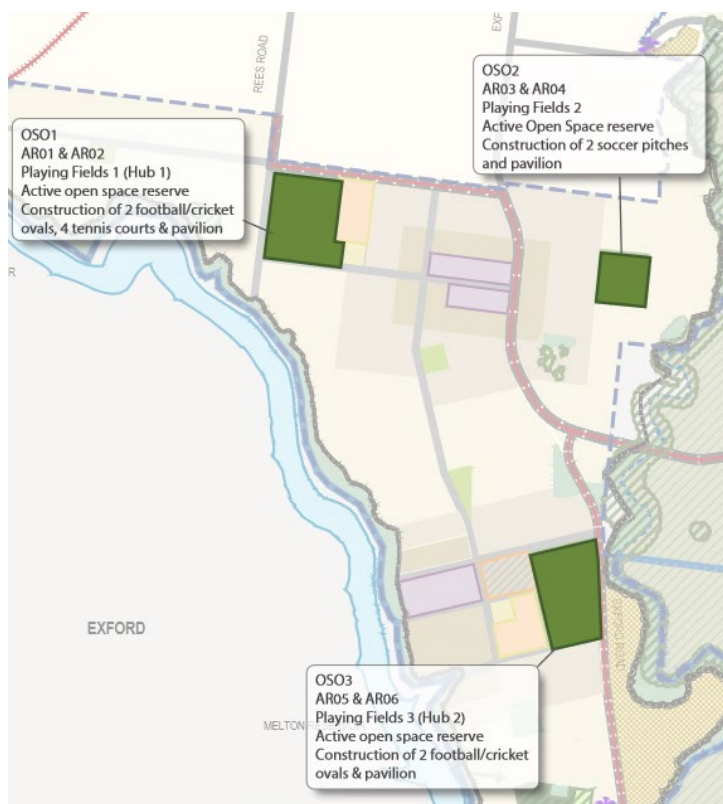 REES ROAD
EXF
OSO2
AR03 & AR04
Playing Fields 2
Active Open Space reserve
Construction of 2 soccer pitches
and pavilion
OSO1
AR01 & AR02
Playing Fields 1 (Hub 1)
Active open space reserve
Construction of 2 football/cricket
ovals, 4 tennis courts & pavilion
R
EXFORD
EXFORD ROAD
OSO3
AR05 & AR06
Playing Fields 3 (Hub 2)
Active open space reserve
Construction of 2 football/cricket
ovals & pavilion
MELTON